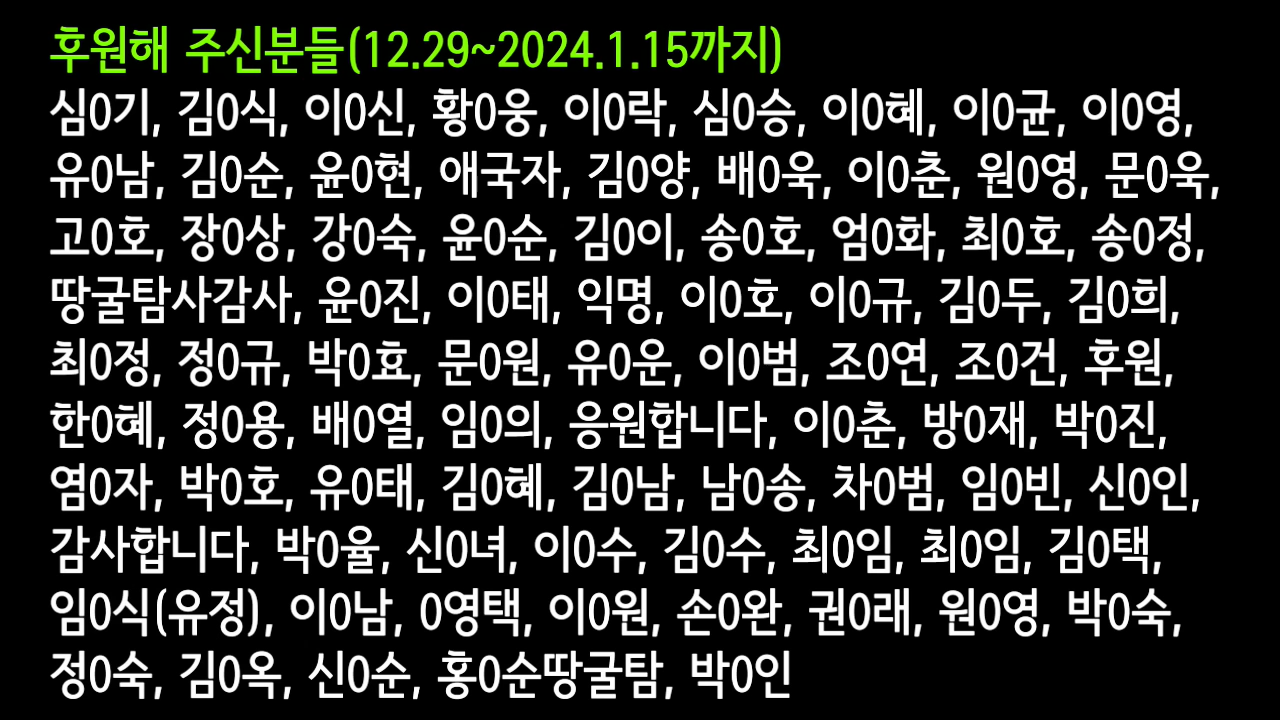 후원해 주신분들(12.29~2024.1.15까지)
심0기, 김0식, 이0신, 황0웅, 이0락, 심0승, 이0혜, 이0균, 이0영,
유0남, 김0순, 윤0현, 애국자, 김0양, 배0욱, 이0춘, 원0영, 문0욱,
고0호, 장0상, 강0숙, 윤0순, 김0이, 송0호, 엄0화, 최0호, 송0정,
땅굴탐사감사, 윤0진, 이0태, 익명, 이0호, 이0규, 김0두, 김0희,
최0정, 정0규, 박0효, 문0원, 유0운, 이0범, 조0연, 조0건, 후원,
한0혜, 정0용, 배0열, 임0의, 응원합니다, 이0춘, 방0재, 박0진,
염0자, 박0호, 유0태, 김0혜, 김0남, 남0송, 차0범, 임0빈, 신0인,
감사합니다, 박0율, 신0녀, 이0수, 김0수, 최0임, 최0임, 김0택,
임0식(유정), 이0남, 0영택, 이0원, 손0완, 권0래, 원0영, 박0숙,
정0숙, 김0옥, 신0순, 홍0순땅굴탐, 박0인